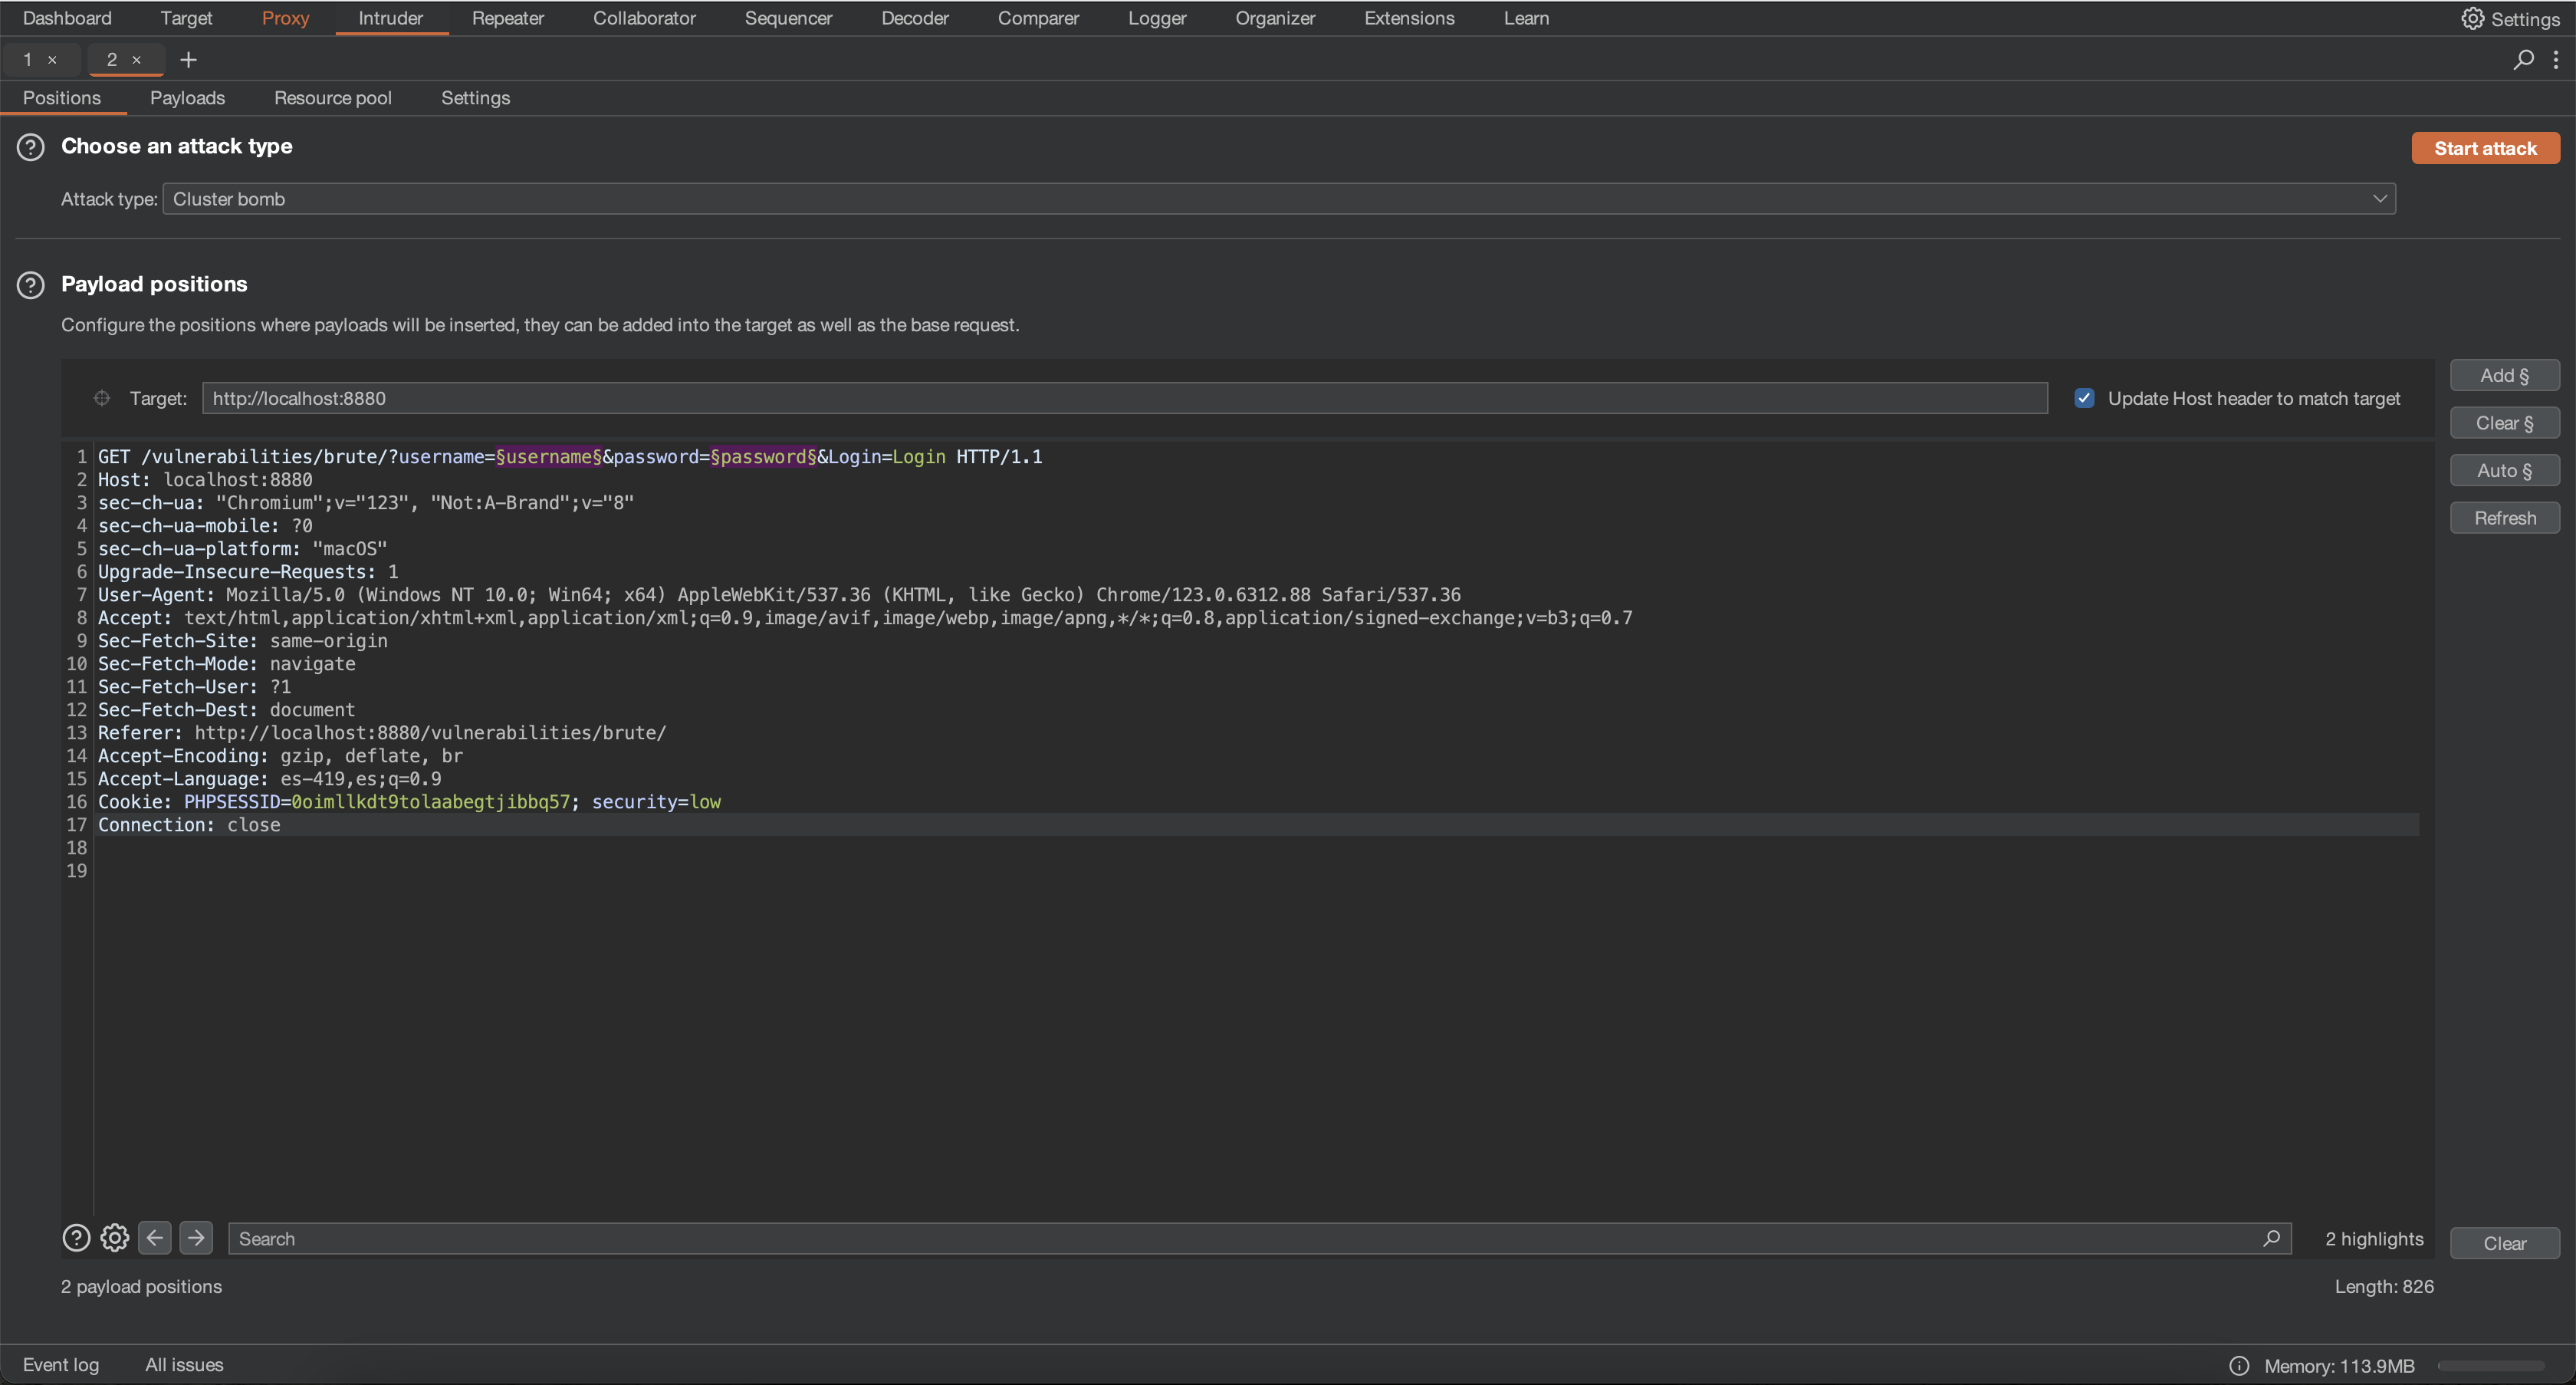 Dashboard Target Proxy Intruder Repeater Collaborator Sequencer Decoder Comparer Logger Organizer Extensions Learn Settings
1 × 2 × +
Positions Payloads Resource pool Settings
? Choose an attack type Start attack
Attack type: Cluster bomb
? Payload positions
Configure the positions where payloads will be inserted, they can be added into the target as well as the base request.
Target: http://localhost:8880 Update Host header to match target
Add §
Clear §
Auto §
Refresh
1 GET /vulnerabilities/brute/?username=§username§&password=§password§&Login=Login HTTP/1.1
2 Host: localhost:8880
3 sec-ch-ua: "Chromium";v="123", "Not:A-Brand";v="8"
4 sec-ch-ua-mobile: ?0
5 sec-ch-ua-platform: "macOS"
6 Upgrade-Insecure-Requests: 1
7 User-Agent: Mozilla/5.0 (Windows NT 10.0; Win64; x64) AppleWebKit/537.36 (KHTML, like Gecko) Chrome/123.0.6312.88 Safari/537.36
8 Accept: text/html,application/xhtml+xml,application/xml;q=0.9,image/avif,image/webp,image/apng,*/*;q=0.8,application/signed-exchange;v=b3;q=0.7
9 Sec-Fetch-Site: same-origin
10 Sec-Fetch-Mode: navigate
11 Sec-Fetch-User: ?1
12 Sec-Fetch-Dest: document
13 Referer: http://localhost:8880/vulnerabilities/brute/
14 Accept-Encoding: gzip, deflate, br
15 Accept-Language: es-419,es;q=0.9
16 Cookie: PHPSESSID=0oimllkdt9tolaabegtjibbq57; security=low
17 Connection: close
18
19
? Search 2 highlights Clear
2 payload positions Length: 826
Event log All issues Memory: 113.9MB